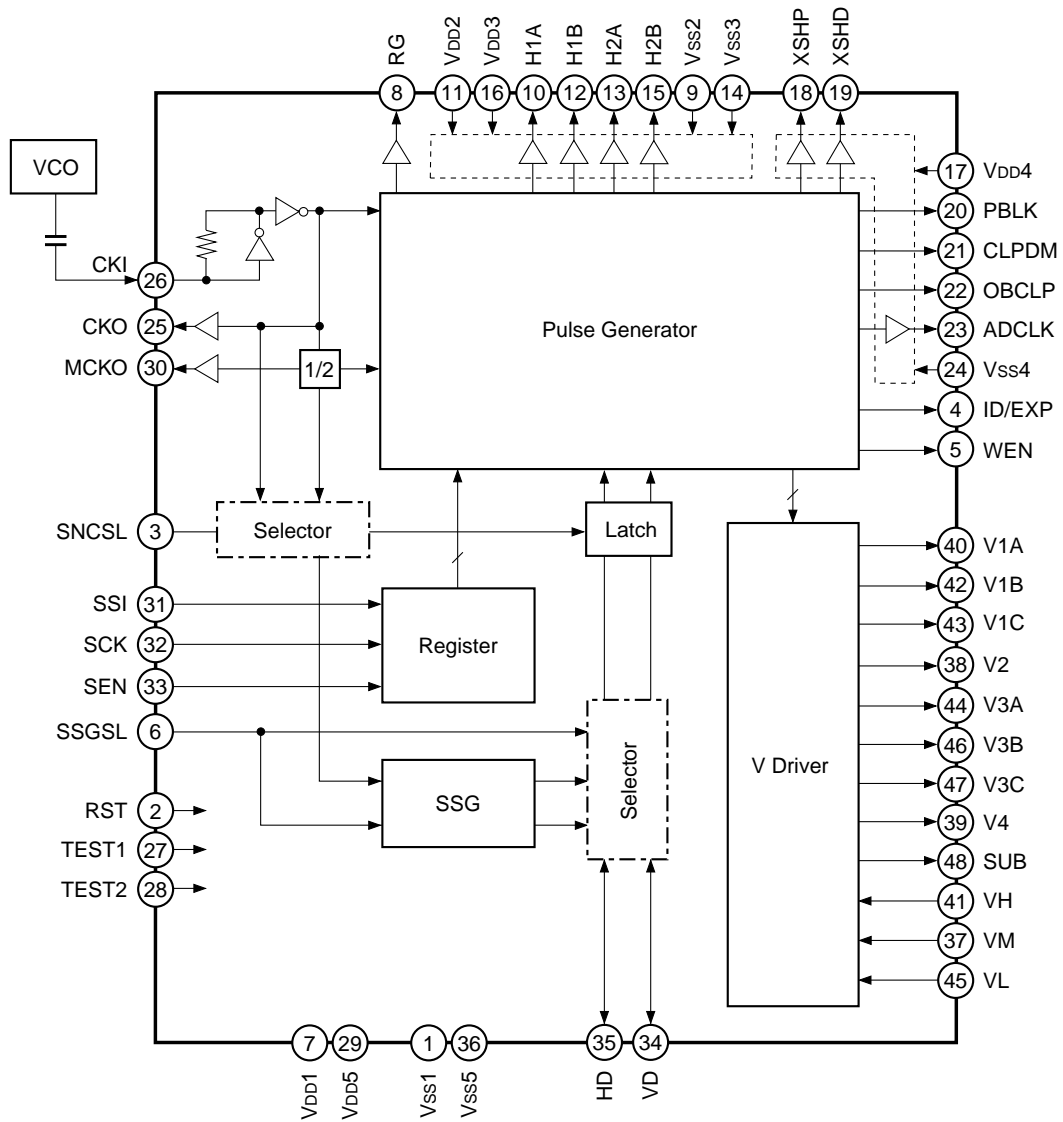 RG
VDD2
VDD3
H1A
H1B
H2A
H2B
VSS2
VSS3
XSHP
XSHD
8
11
16
10
12
13
15
9
14
18
19
VCO
CKI
26
CKO
25
MCKO
30
1/2
Pulse Generator
17
VDD4
20
PBLK
21
CLPDM
22
OBCLP
23
ADCLK
24
VSS4
4
ID/EXP
5
WEN
SNCSL
3
Selector
Latch
SSI
31
SCK
32
SEN
33
Register
SSGSL
6
SSG
Selector
V Driver
RST
2
TEST1
27
TEST2
28
40
V1A
42
V1B
43
V1C
38
V2
44
V3A
46
V3B
47
V3C
39
V4
48
SUB
41
VH
37
VM
45
VL
7
29
1
36
35
34
VDD1
VDD5
VSS1
VSS5
HD
VD